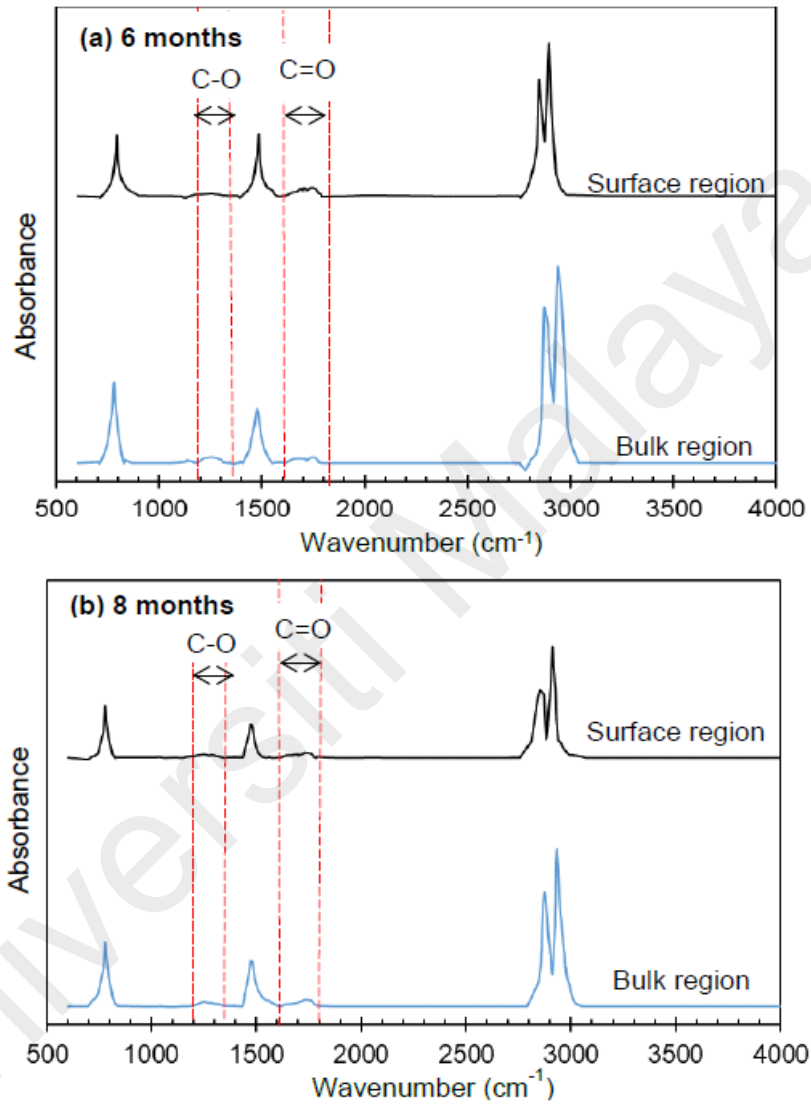 (a) 6 months
C-O
C=O
Surface region
Absorbance
Bulk region
500 1000 1500 2000 2500 3000 3500 4000
Wavenumber (cm⁻¹)
(b) 8 months
C-O
C=O
Surface region
Absorbance
Bulk region
500 1000 1500 2000 2500 3000 3500 4000
Wavenumber (cm⁻¹)
iversiti Malaya